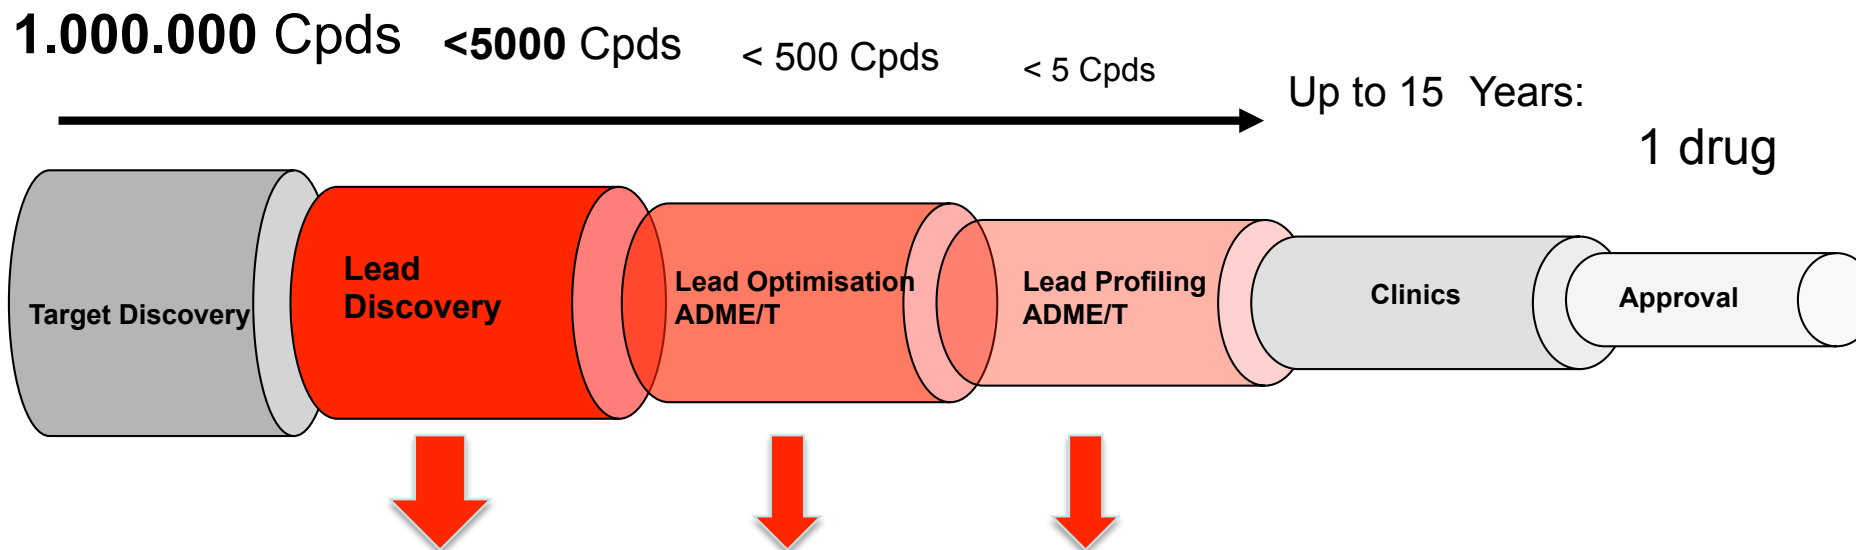 1.000.000 Cpds
<5000 Cpds
< 500 Cpds
< 5 Cpds
Up to 15 Years:
1 drug
Target Discovery
Lead
Discovery
Lead Optimisation
ADME/T
Lead Profiling
ADME/T
Clinics
Approval